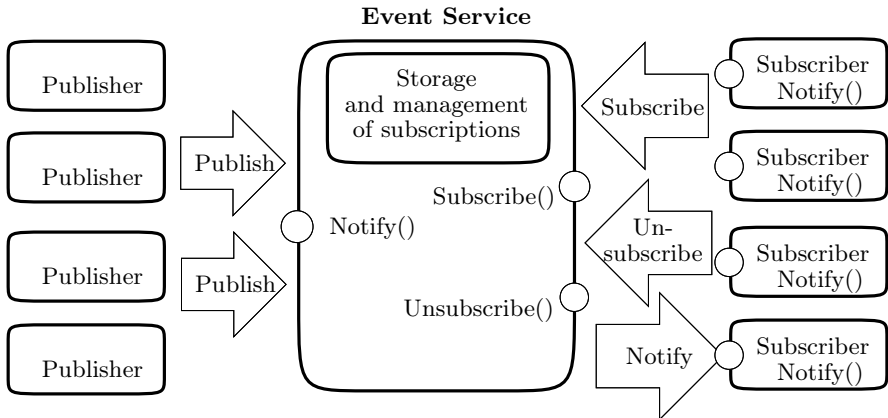 Event Service
Publisher
Publisher
Publisher
Publisher
Publish
Publish
Storage
and management
of subscriptions
Notify()
Subscribe()
Unsubscribe()
Subscribe
Un-
subscribe
Notify
Subscriber
Notify()
Subscriber
Notify()
Subscriber
Notify()
Subscriber
Notify()